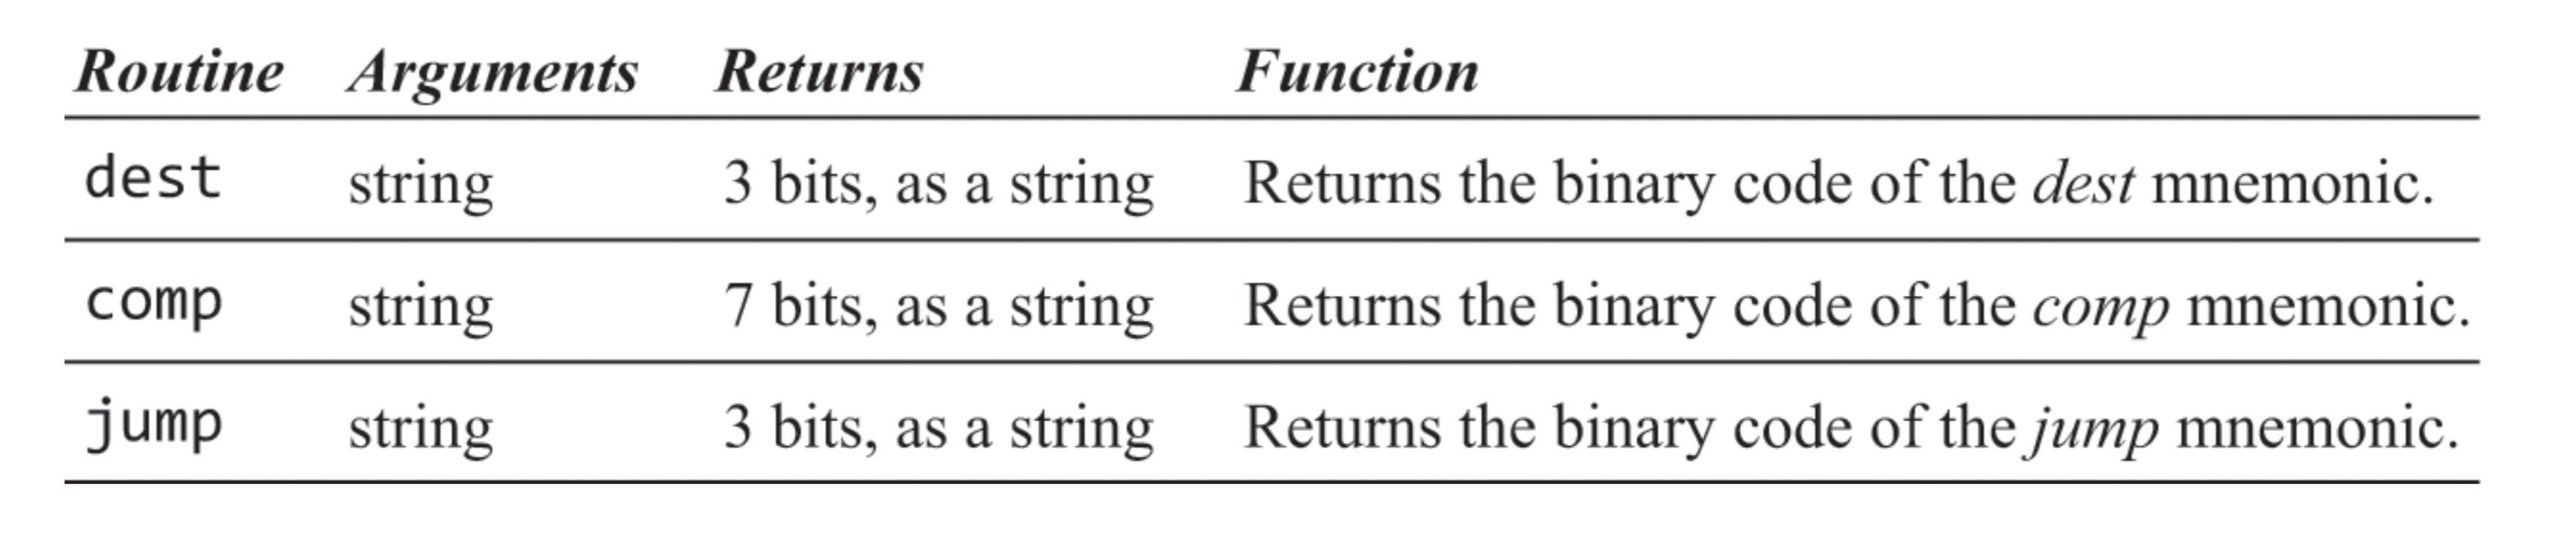 Routine Arguments Returns Function
dest string 3 bits, as a string Returns the binary code of the dest mnemonic.
comp string 7 bits, as a string Returns the binary code of the comp mnemonic.
jump string 3 bits, as a string Returns the binary code of the jump mnemonic.